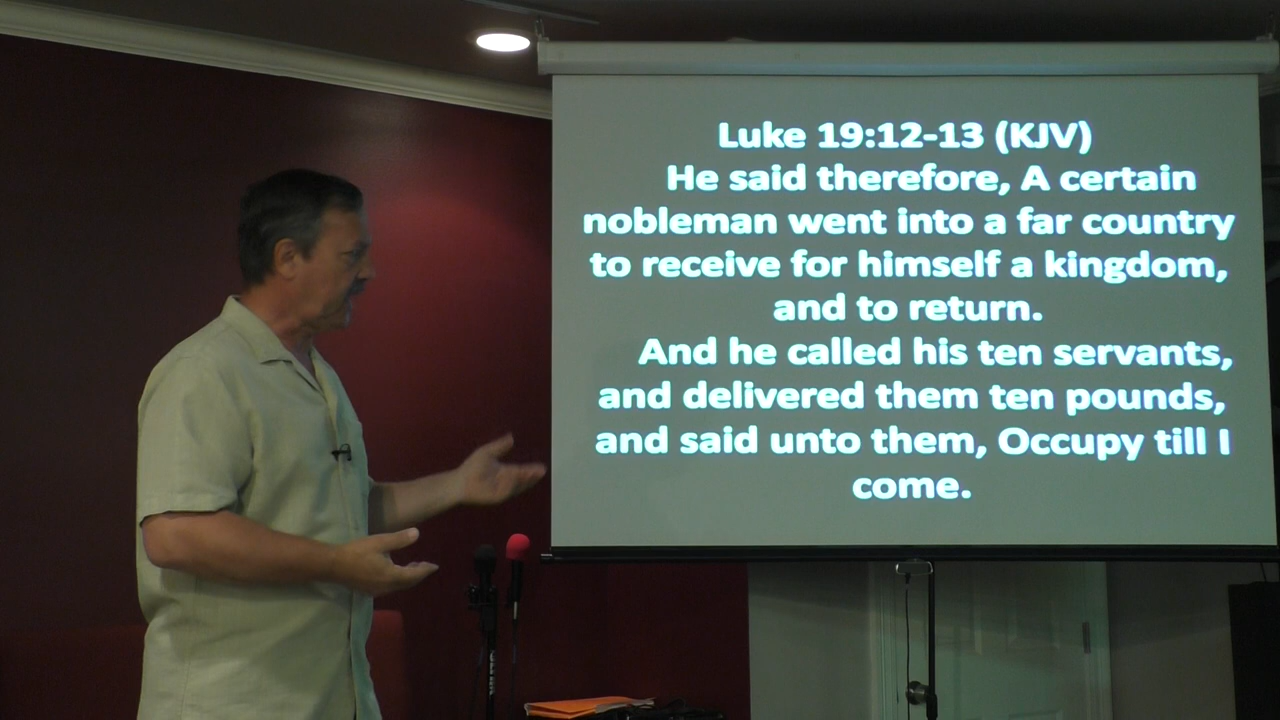 Luke 19:12-13 (KJV)
He said therefore, A certain
nobleman went into a far country
to receive for himself a kingdom,
and to return.
And he called his ten servants,
and delivered them ten pounds,
and said unto them, Occupy till I
come.